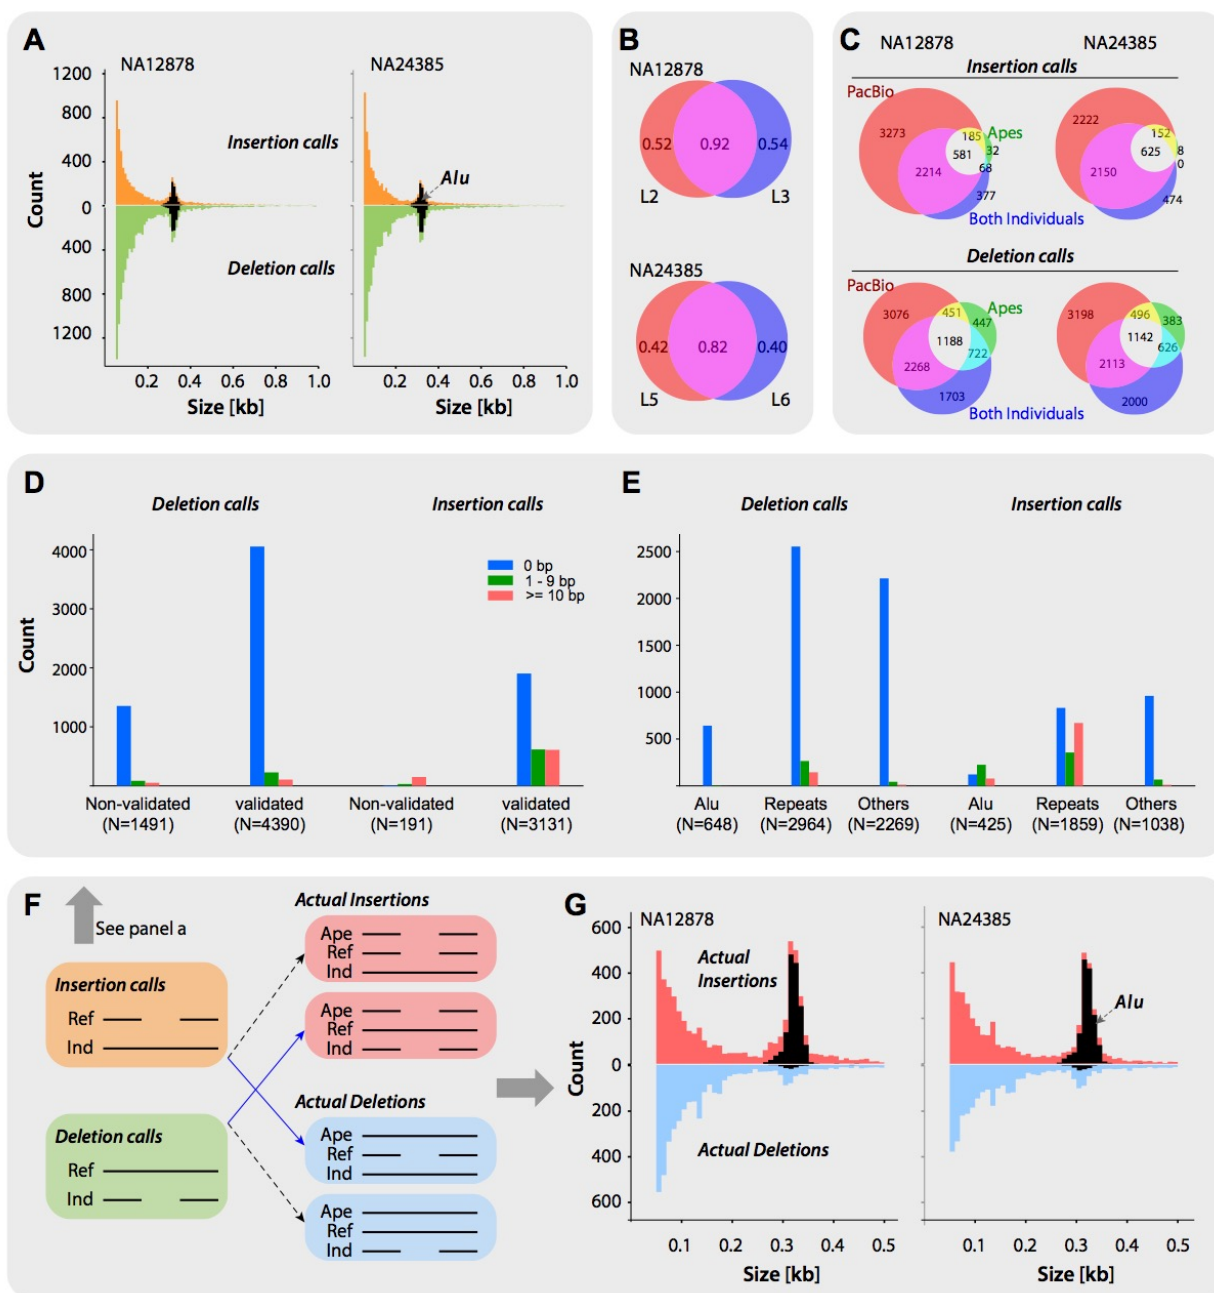 A
NA12878
NA24385
1200
800
400
0
400
800
1200
Count
Insertion calls
Deletion calls
Alu
0.2 0.4 0.6 0.8 1.0
0.2 0.4 0.6 0.8 1.0
Size [kb]
Size [kb]
B
NA12878
0.52 0.92 0.54
L2 L3
NA24385
0.42 0.82 0.40
L5 L6
C
NA12878 NA24385
Insertion calls
PacBio
Apes
3273 185 32
581 68
2214
377
Both Individuals
2222 152 8
625 0
2150
474
Deletion calls
PacBio
Apes
3076 451 447
1188 722
2268
1703
Both Individuals
3198 496 383
1142 626
2113
2000
D
Deletion calls Insertion calls
4000
3000
2000
1000
Count
0 bp
1 - 9 bp
>= 10 bp
Non-validated validated Non-validated validated
(N=1491) (N=4390) (N=191) (N=3131)
E
Deletion calls Insertion calls
2500
2000
1500
1000
500
Alu Repeats Others Alu Repeats Others
(N=648) (N=2964) (N=2269) (N=425) (N=1859) (N=1038)
F
See panel a
Insertion calls
Ref
Ind
Deletion calls
Ref
Ind
Actual Insertions
Ape
Ref
Ind
Ape
Ref
Ind
Actual Deletions
Ape
Ref
Ind
Ape
Ref
Ind
G
NA12878
NA24385
600
400
200
0
200
400
600
Count
Actual
Insertions
Alu
Actual Deletions
0.1 0.2 0.3 0.4 0.5
0.1 0.2 0.3 0.4 0.5
Size [kb]
Size [kb]